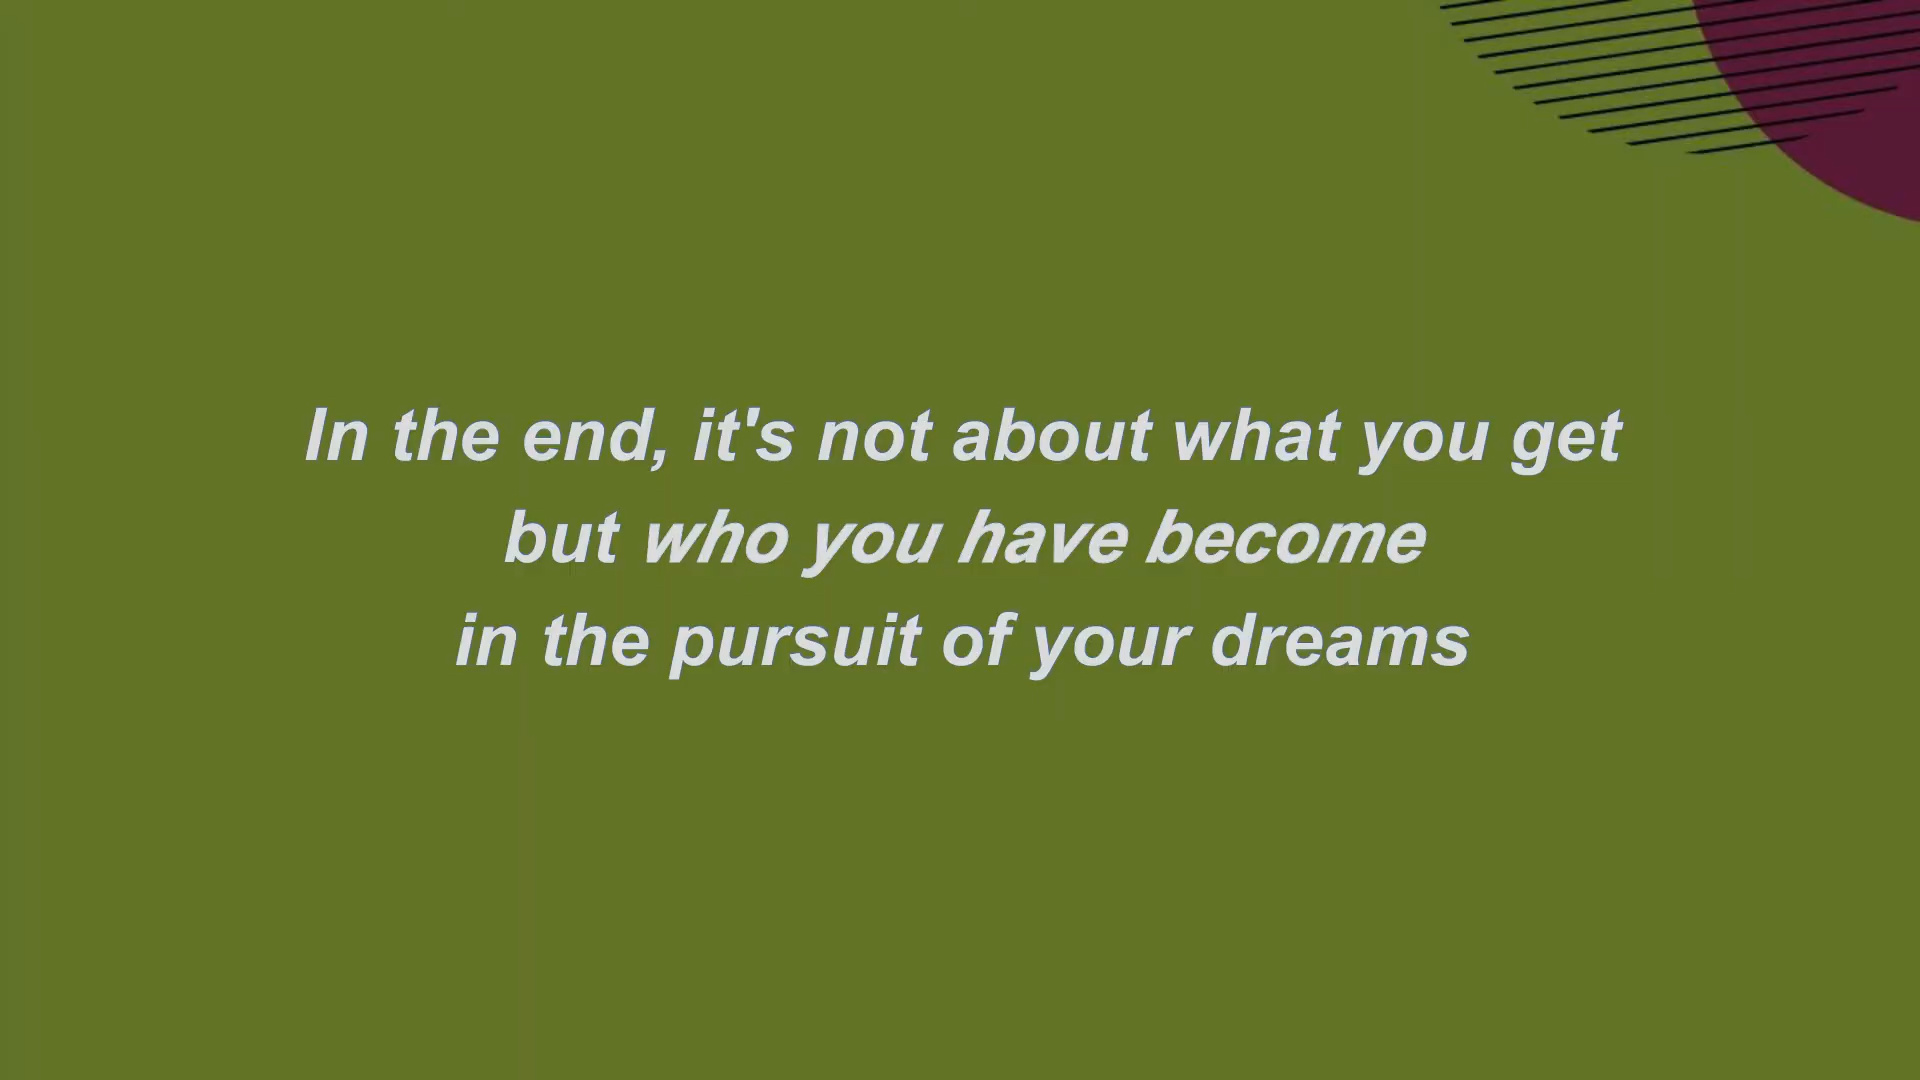 In the end, it's not about what you get
but who you have become
in the pursuit of your dreams